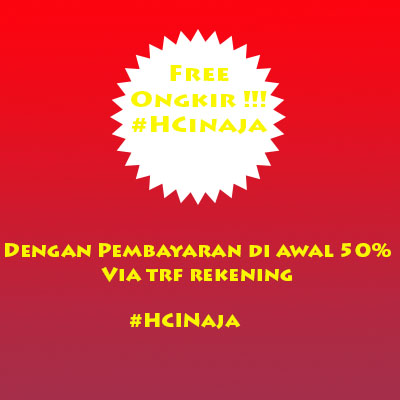 Free
Ongkir !!!
#HCinaja
Dengan Pembayaran di awal 50%
Via trf rekening
#HCINaja